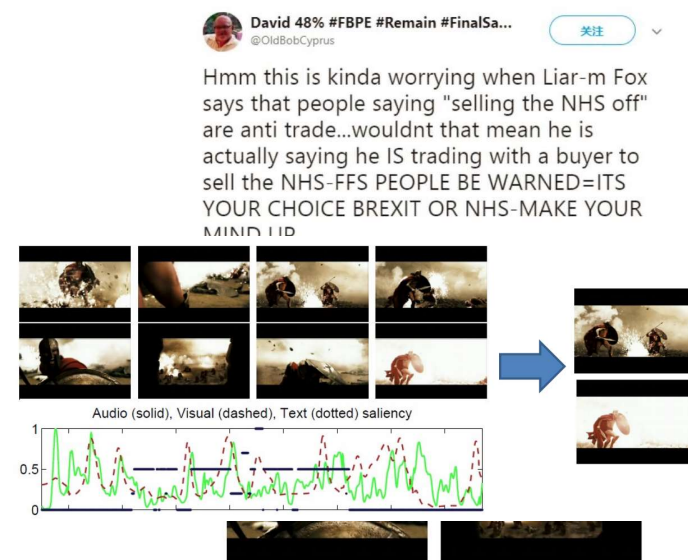 David 48% #FBPE #Remain #FinalSa...
@OldBobCyprus
关注
Hmm this is kinda worrying when Liar-m Fox
says that people saying "selling the NHS off"
are anti trade...wouldnt that mean he is
actually saying he IS trading with a buyer to
sell the NHS-FFS PEOPLE BE WARNED=ITS
YOUR CHOICE BREXIT OR NHS-MAKE YOUR
MIND UP
Audio (solid), Visual (dashed), Text (dotted) saliency
1
0.5
0